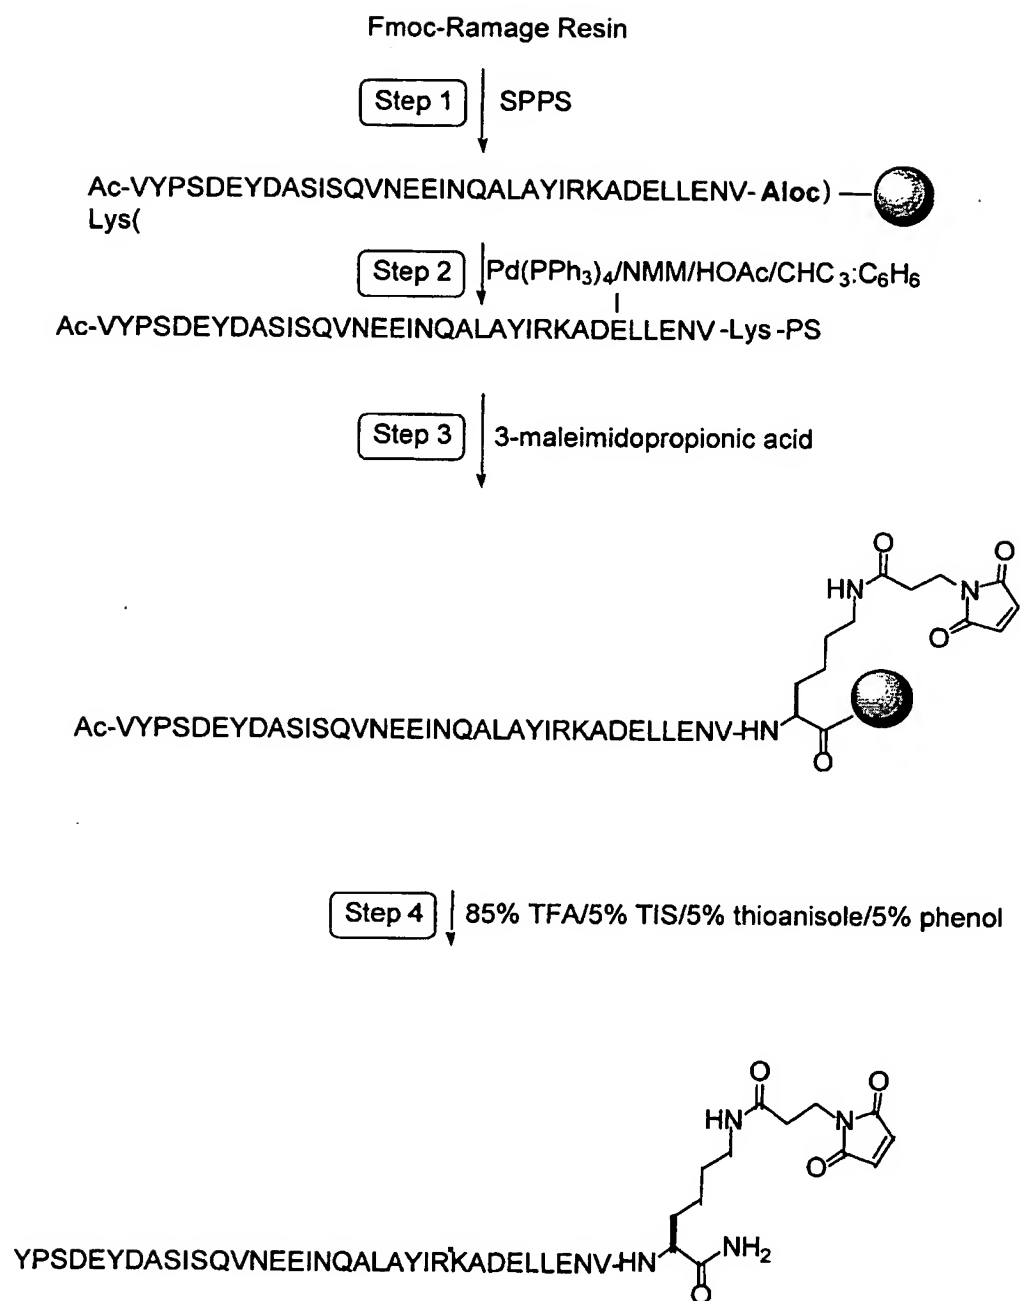 Fmoc-Ramage Resin
Step 1 SPPS
Ac-VYPSDEYDASISQVNEEINQALAYIRKADELLENV-Aloc)
Lys(
Step 2 Pd(PPh3)4/NMM/HOAc/CHC 3:C6H6
l
Ac-VYPSDEYDASISQVNEEINQALAYIRKADELLENV-Lys-PS
Step 3 3-maleimidopropionic acid
O
O
HN
N
O
Ac-VYPSDEYDASISQVNEEINQALAYIRKADELLENV-HN
O
Step 4 85% TFA/5% TIS/5% thioanisole/5% phenol
O
O
HN
N
O
YPSDEYDASISQVNEEINQALAYIRKADELLENV-HN
NH2
O